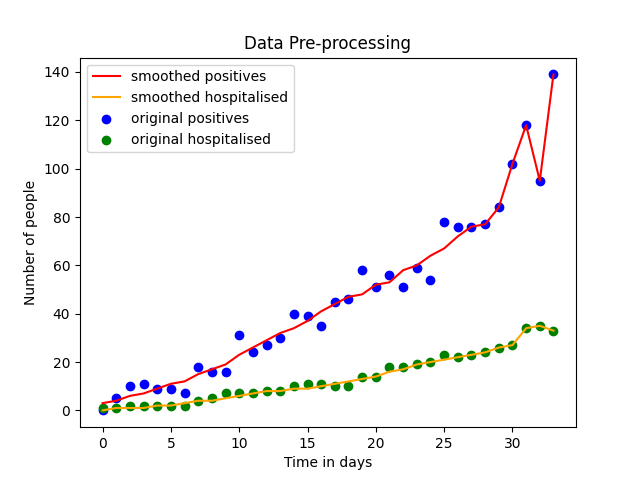 Data Pre-processing
smoothed positives
smoothed hospitalised
original positives
original hospitalised
Number of people
140
120
100
80
60
40
20
0
0 5 10 15 20 25 30
Time in days